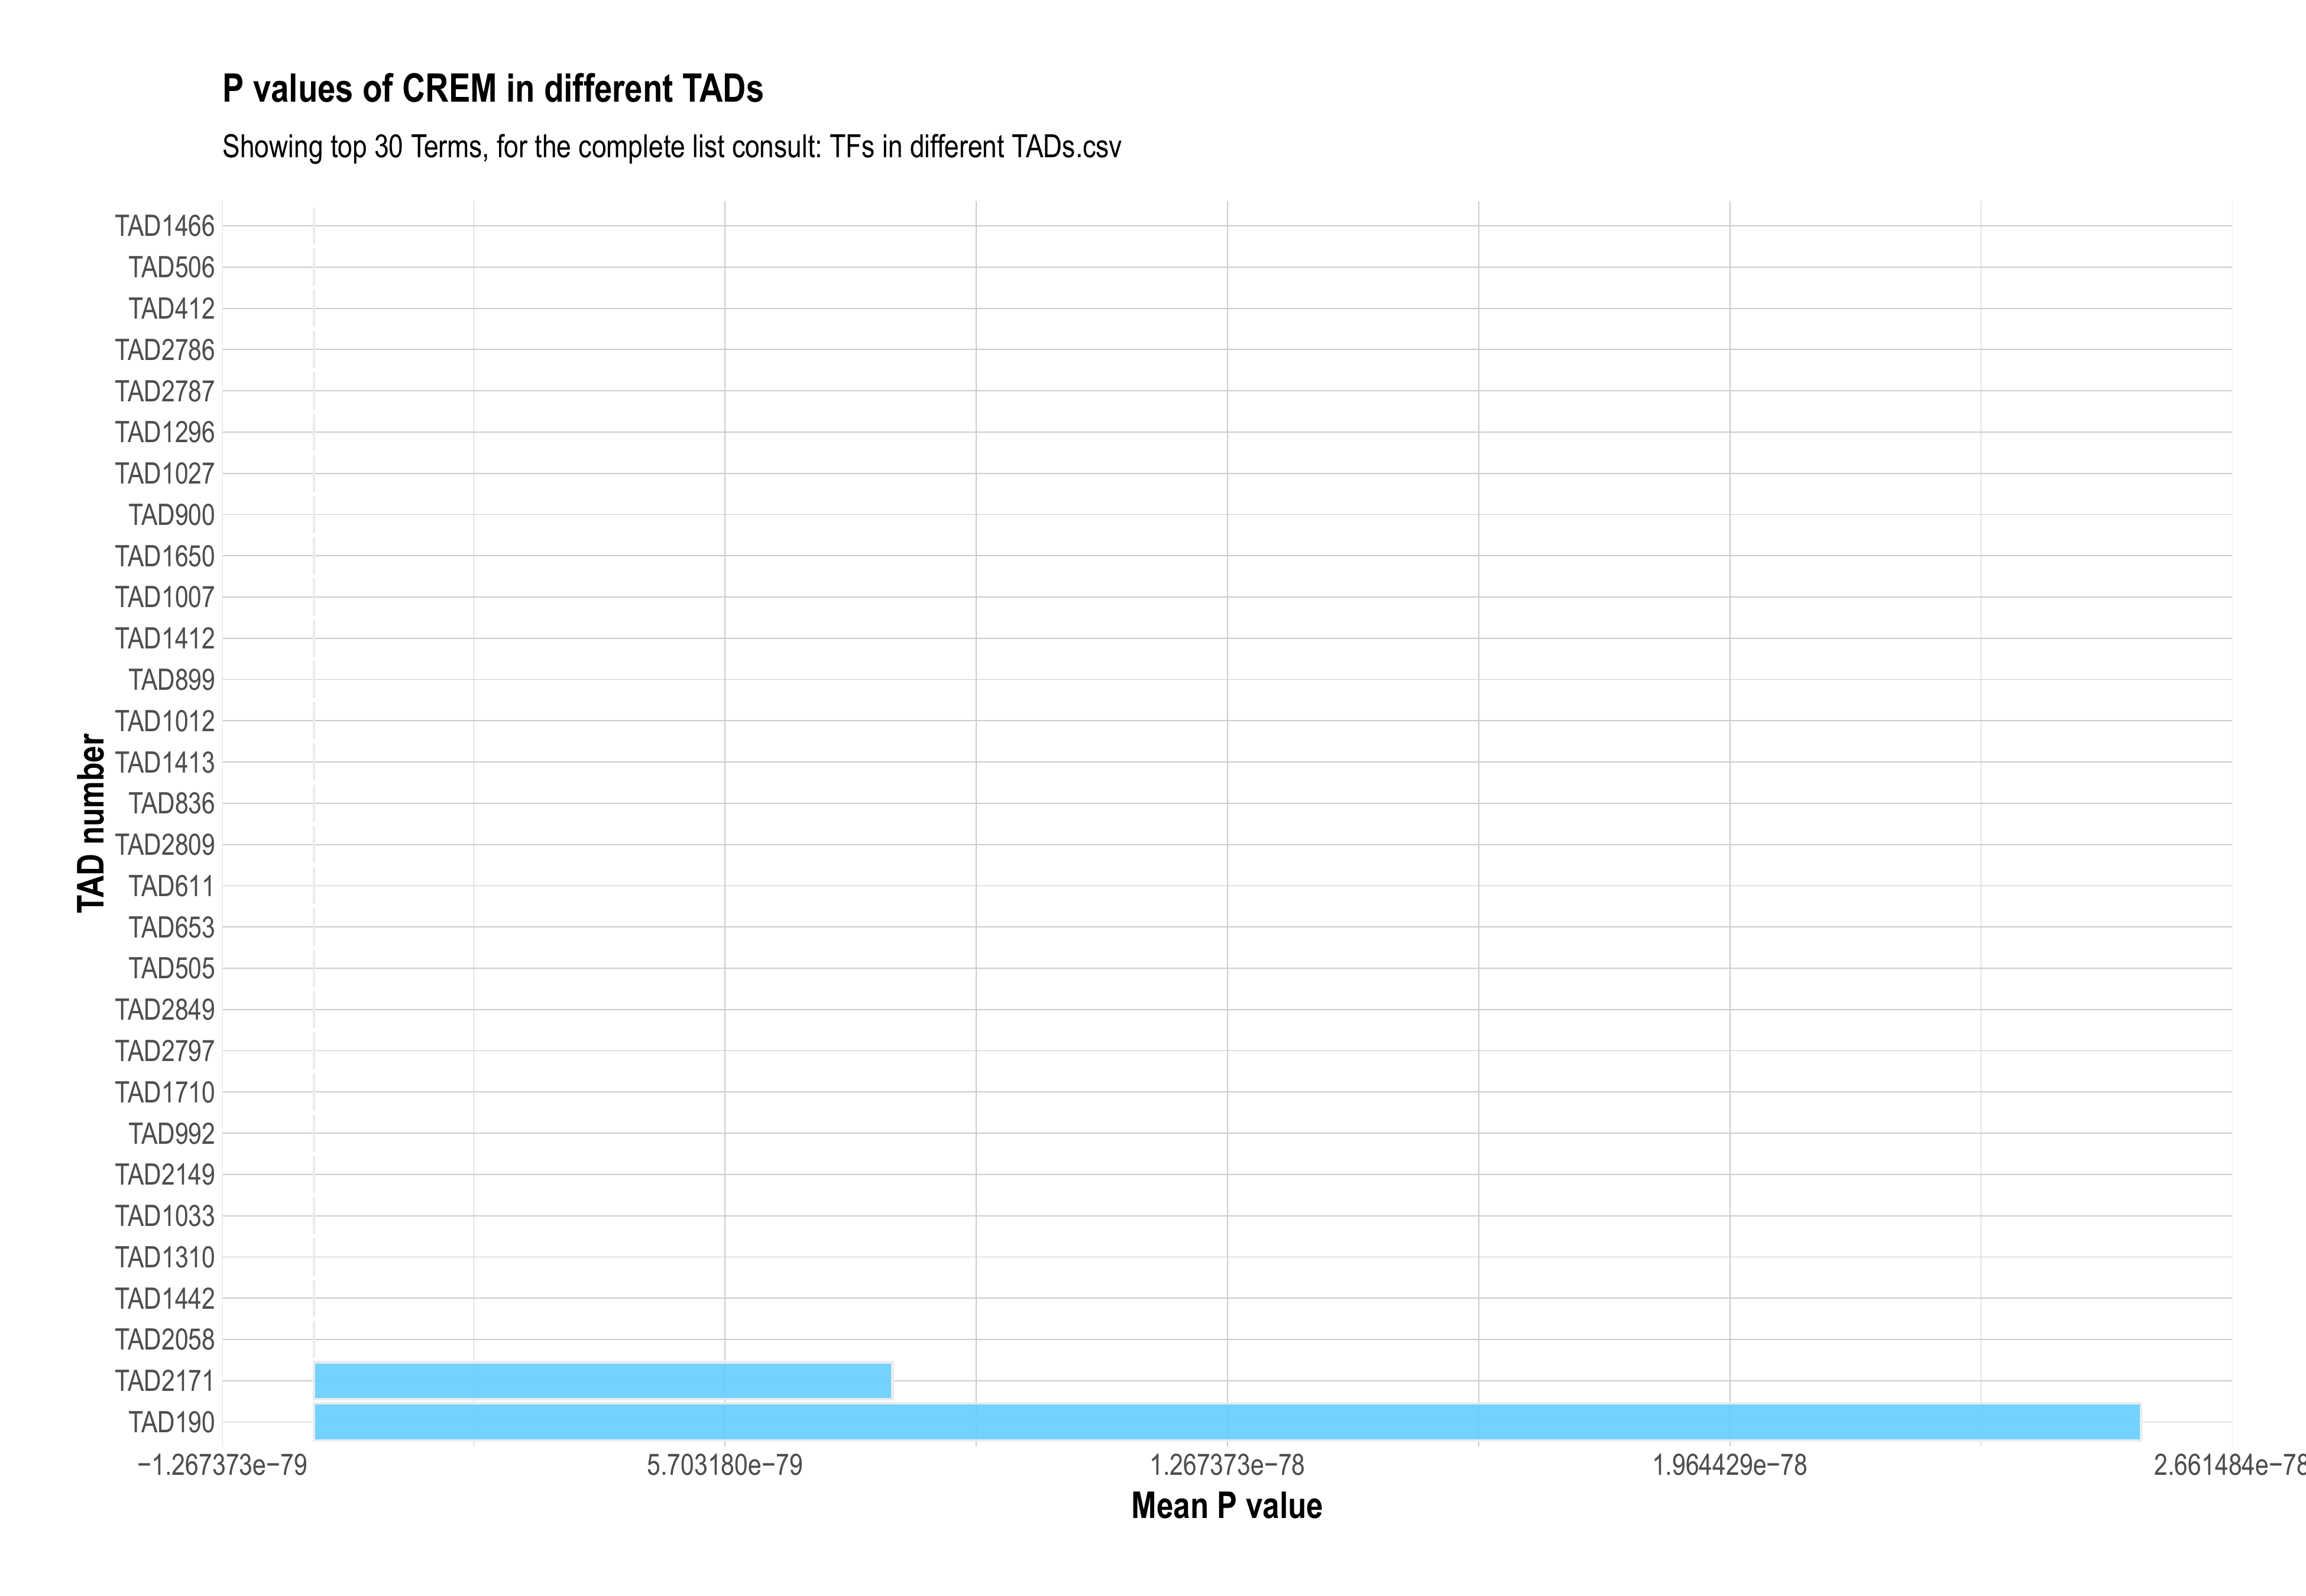 P values of CREM in different TADs
Showing top 30 Terms, for the complete list consult: TFs in different TADs.csv
TAD number
TAD1466
TAD506
TAD412
TAD2786
TAD2787
TAD1296
TAD1027
TAD900
TAD1650
TAD1007
TAD1412
TAD899
TAD1012
TAD1413
TAD836
TAD2809
TAD611
TAD653
TAD505
TAD2849
TAD2797
TAD1710
TAD992
TAD2149
TAD1033
TAD1310
TAD1442
TAD2058
TAD2171
TAD190
−1.267373e−79 5.703180e−79 1.267373e−78 1.964429e−78 2.661484e−78
Mean P value